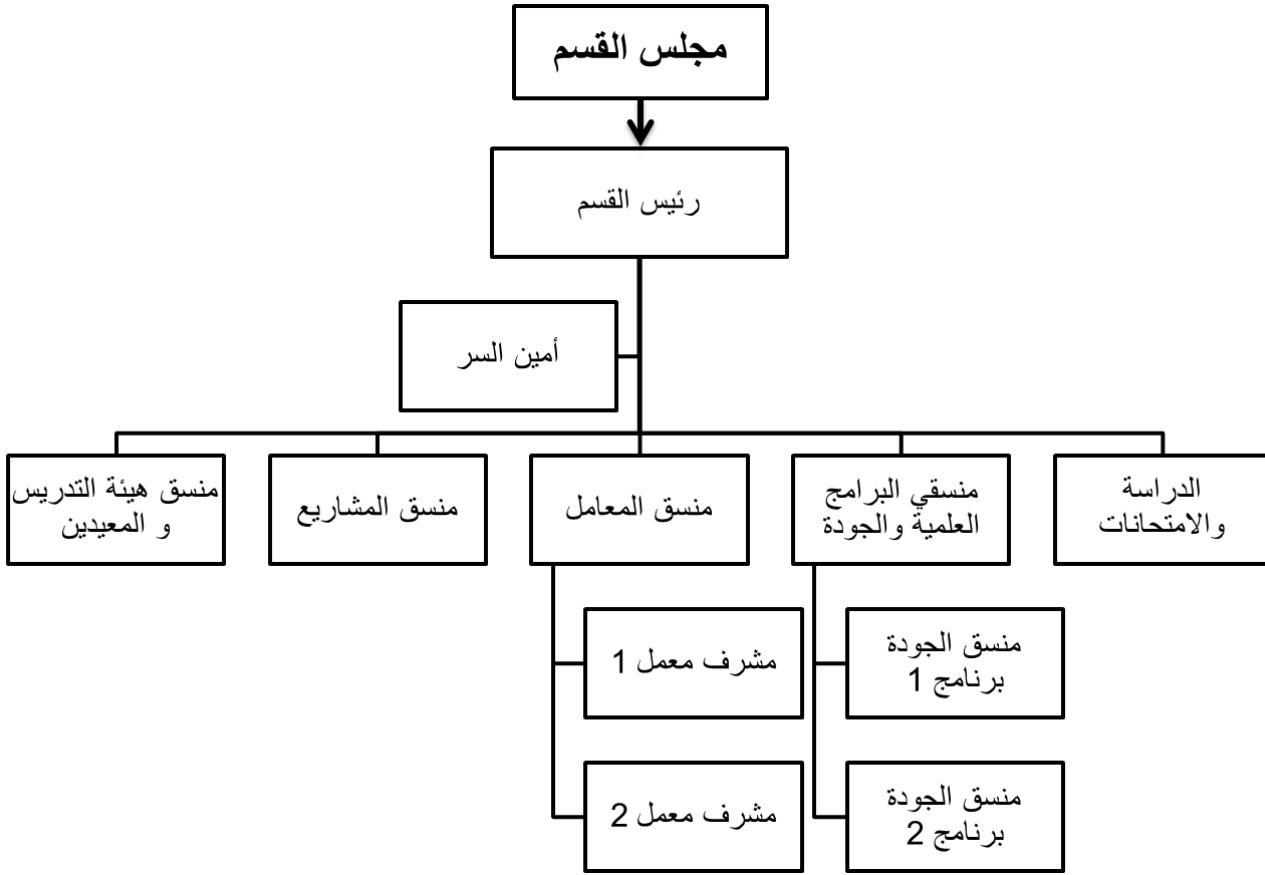 مجلس القسم
رئيس القسم
أمين السر
الدراسة
والامتحانات
منسقي البرامج
العلمية والجودة
منسق المعامل
منسق المشاريع
منسق هيئة التدريس
و المعيدين
منسق الجودة
برنامج 1
مشرف معمل 1
منسق الجودة
برنامج 2
مشرف معمل 2